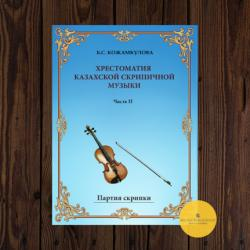 Б.С. КОЖАМКУЛОВА
ХРЕСТОМАТИЯ
КАЗАХСКОЙ СКРИПИЧНОЙ
МУЗЫКИ
Часть II
Партия скрипки